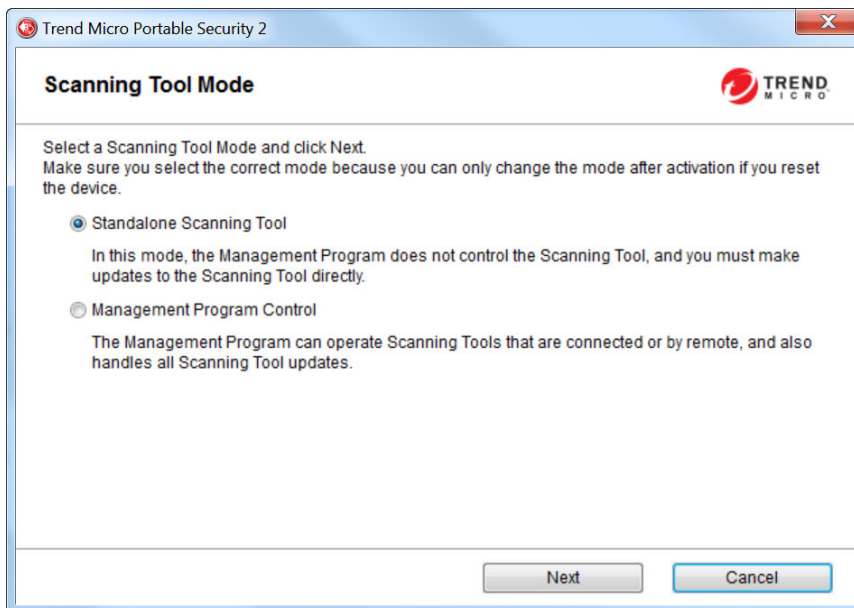 Trend Micro Portable Security 2
Scanning Tool Mode
TREND
MICRO
Select a Scanning Tool Mode and click Next.
Make sure you select the correct mode because you can only change the mode after activation if you reset
the device.
Standalone Scanning Tool
In this mode, the Management Program does not control the Scanning Tool, and you must make
updates to the Scanning Tool directly.
Management Program Control
The Management Program can operate Scanning Tools that are connected or by remote, and also
handles all Scanning Tool updates.
Next
Cancel